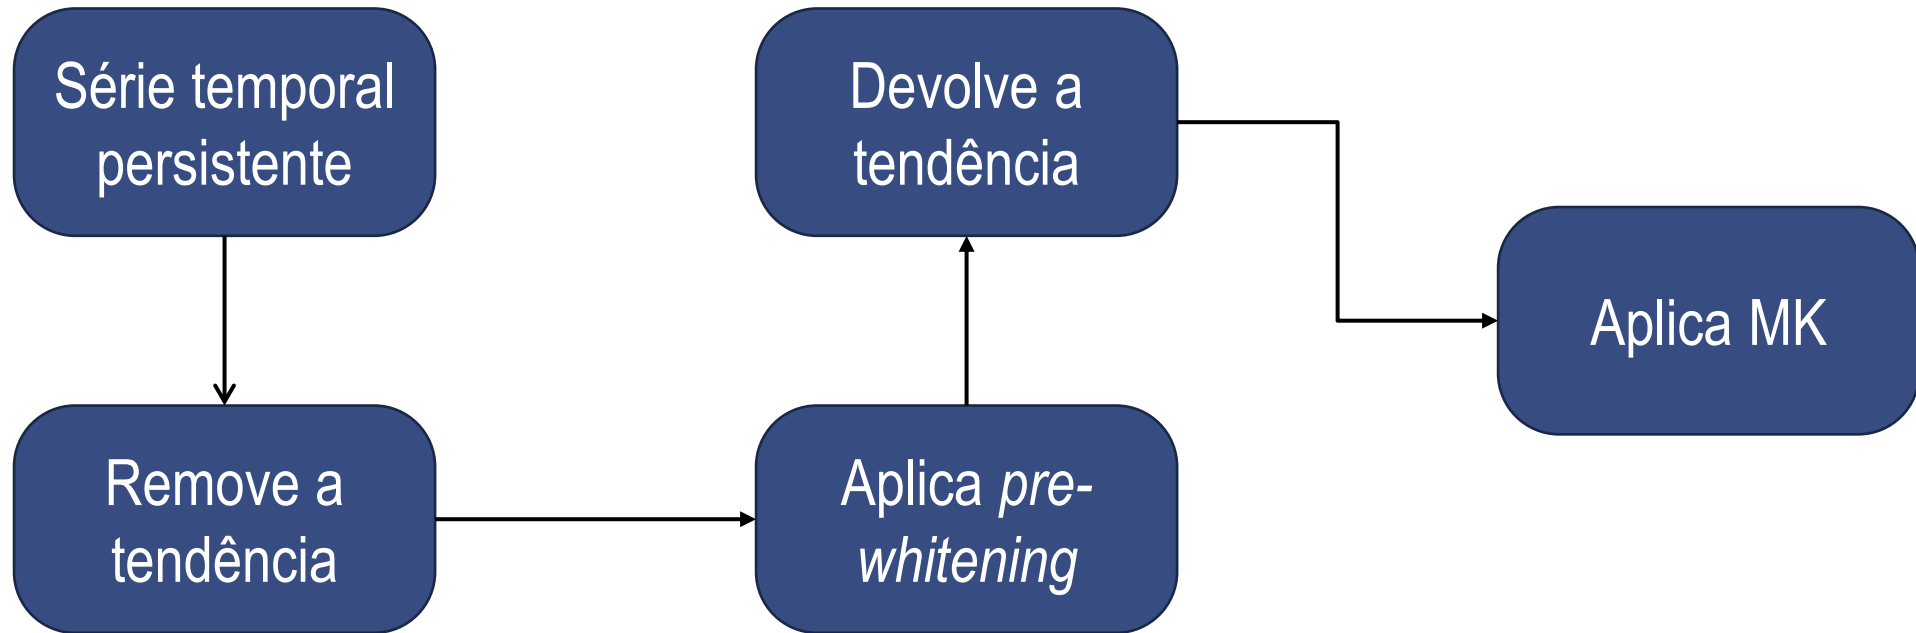 Série temporal
persistente
Remove a
tendência
Aplica pre-
whitening
Devolve a
tendência
Aplica MK